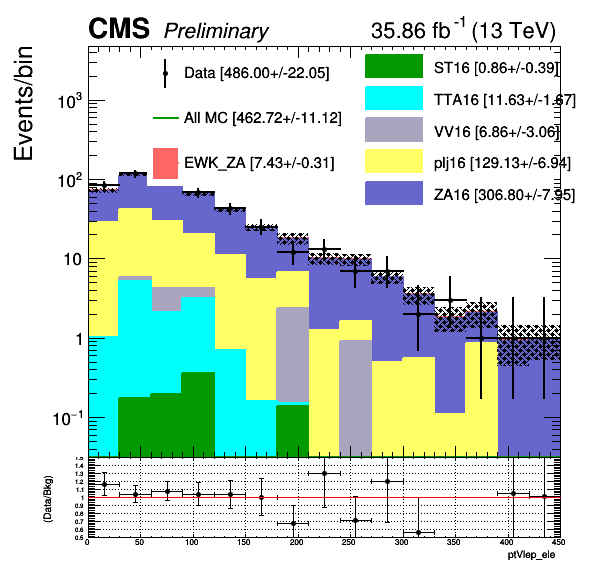 CMS Preliminary 35.86 fb⁻¹ (13 TeV)
Events/bin
Data [486.00+/-22.05]
All MC [462.72+/-11.12]
EWK_ZA [7.43+/-0.31]
ST16 [0.86+/-0.39]
TTA16 [11.63+/-1.67]
VV16 [6.86+/-3.06]
plj16 [129.13+/-6.94]
ZA16 [306.80+/-7.95]
10³
10²
10
1
10⁻¹
(Data/Bkg)
1.5
1.4
1.3
1.2
1.1
1
0.9
0.8
0.7
0.6
0.5
0 50 100 150 200 250 300 350 400 450
ptVlep_ele